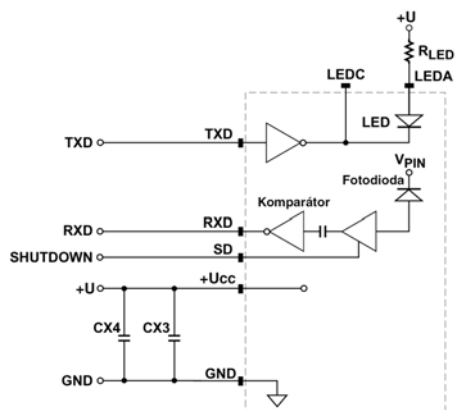 +U
RLED
LEDC
LEDA
LED
TXD
TXD
VPIN
Fotodioda
Komparátor
RXD
RXD
SD
SHUTDOWN
+U
+Ucc
CX4
CX3
GND
GND